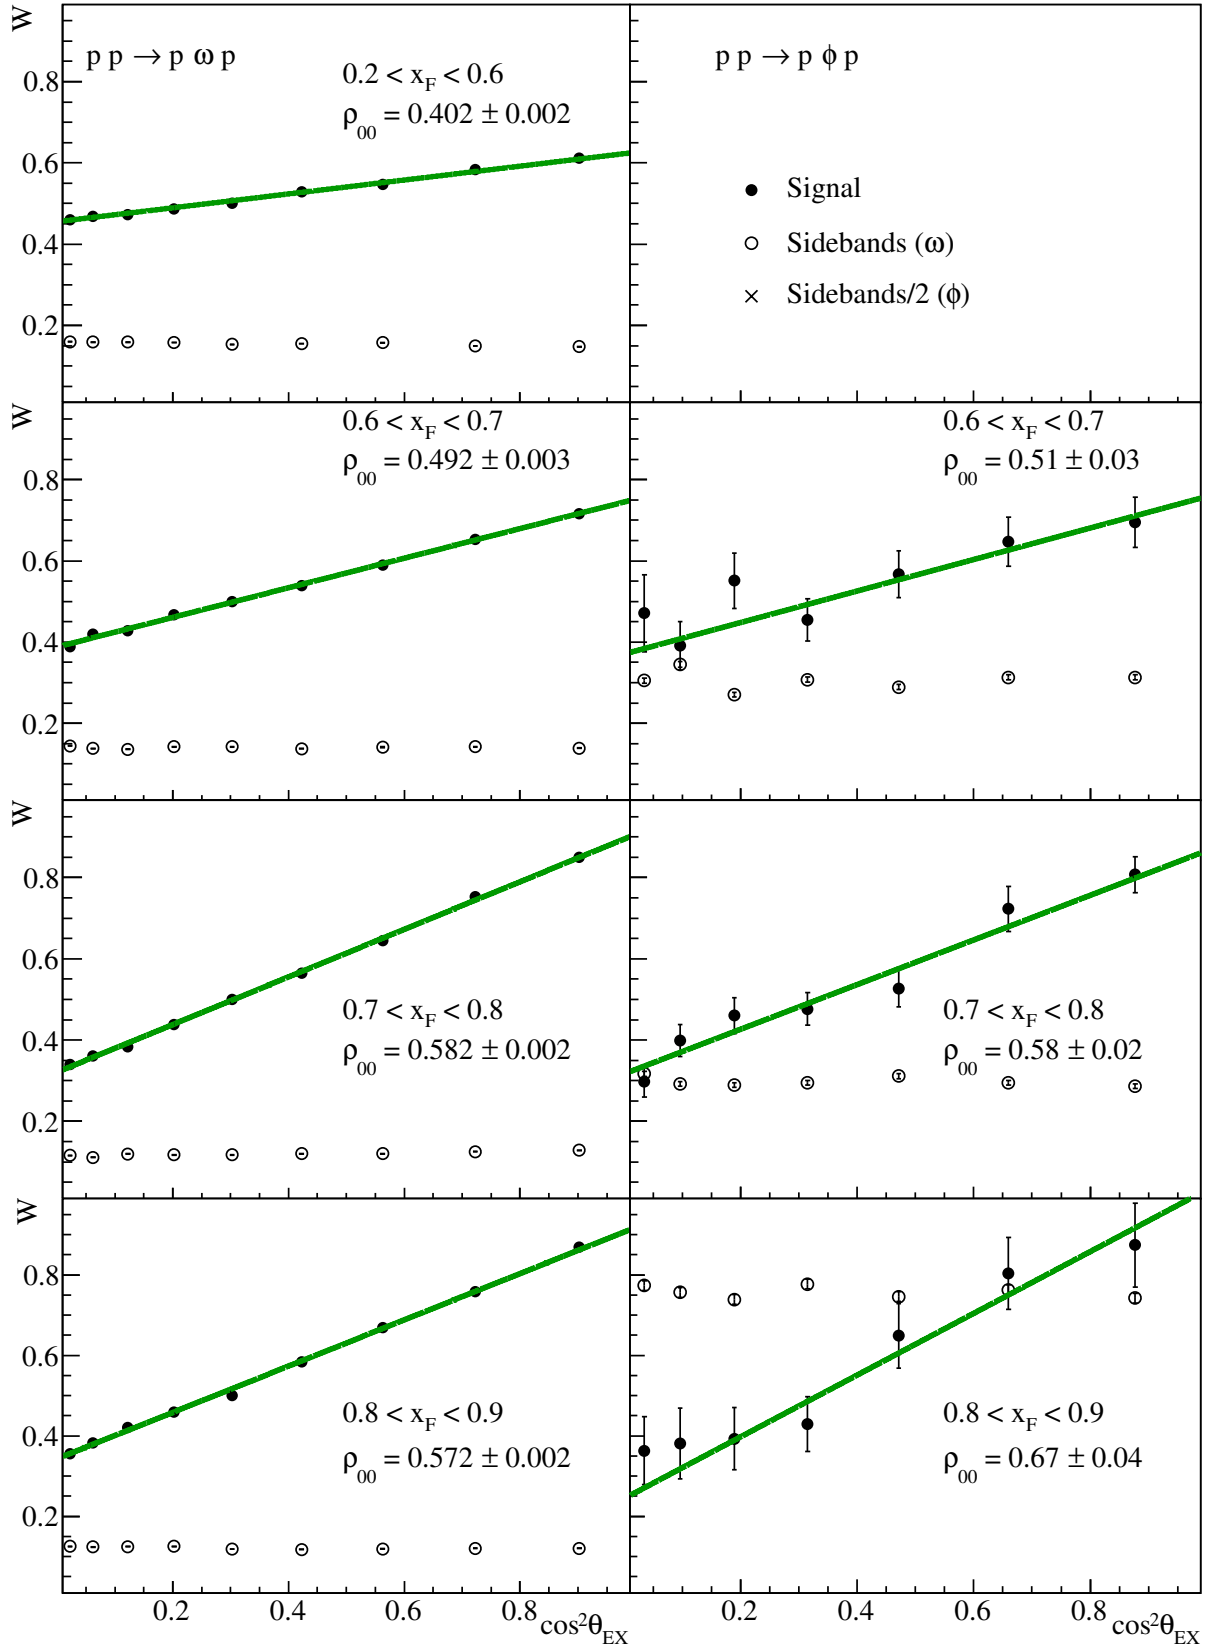 W
p p → p ω p
0.2 < x_F < 0.6
ρ_00 = 0.402 ± 0.002
0.8
0.6
0.4
0.2
p p → p ϕ p
Signal
Sidebands (ω)
Sidebands/2 (ϕ)
W
0.6 < x_F < 0.7
ρ_00 = 0.492 ± 0.003
0.8
0.6
0.4
0.2
0.6 < x_F < 0.7
ρ_00 = 0.51 ± 0.03
W
0.8
0.6
0.4
0.2
0.7 < x_F < 0.8
ρ_00 = 0.582 ± 0.002
0.7 < x_F < 0.8
ρ_00 = 0.58 ± 0.02
W
0.8
0.6
0.4
0.2
0.8 < x_F < 0.9
ρ_00 = 0.572 ± 0.002
0.8 < x_F < 0.9
ρ_00 = 0.67 ± 0.04
0.2 0.4 0.6 0.8
cos²θ_EX
0.2 0.4 0.6 0.8
cos²θ_EX